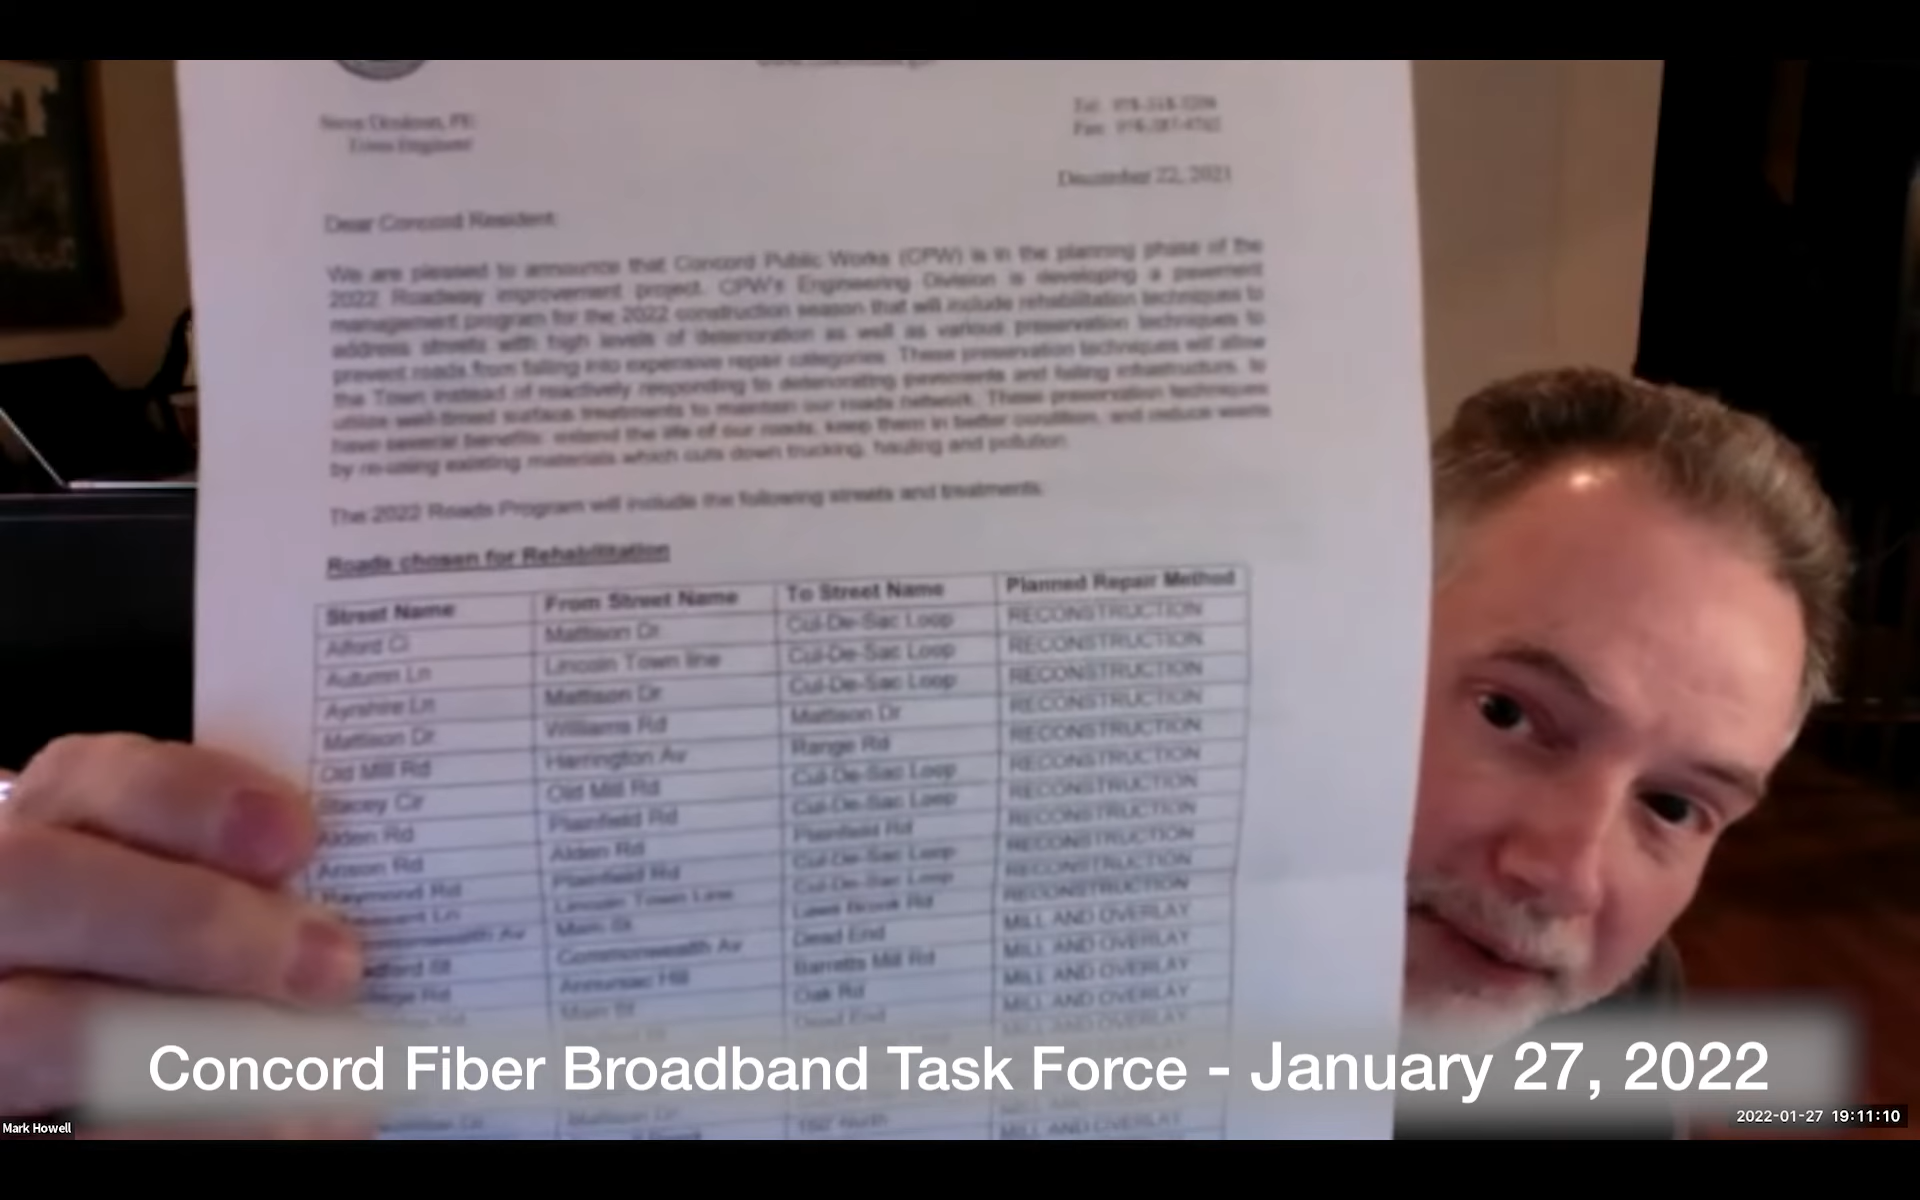 Town Engineer
December 22, 2021
Dear Concord Resident:
We are pleased to announce that Concord Public Works (CPW) is in the planning phase of the
2022 Roadway improvement project. CPW's Engineering Division is developing a pavement
management program for the 2022 construction season that will include rehabilitation techniques to
address streets with high levels of deterioration as well as various preservation techniques to
prevent roads from falling into expensive repair categories. These preservation techniques will allow
the Town instead of reactively responding to deteriorating pavements and failing infrastructure, to
utilize well-timed surface treatments to maintain our roads network. These preservation techniques
have several benefits: extend the life of our roads, keep them in better condition, and reduce waste
by re-using existing materials which cuts down trucking, hauling and pollution.
The 2022 Roads Program will include the following streets and treatments:
Roads chosen for Rehabilitation
Street Name From Street Name To Street Name Planned Repair Method
Alford Ci Mattison Dr Cul-De-Sac Loop RECONSTRUCTION
Autumn Ln Lincoln Town line Cul-De-Sac Loop RECONSTRUCTION
Ayrshire Ln Mattison Dr Cul-De-Sac Loop RECONSTRUCTION
Mattison Dr Williams Rd Mattison Dr RECONSTRUCTION
Old Mill Rd Harrington Av Range Rd RECONSTRUCTION
Stacey Cir Old Mill Rd Cul-De-Sac Loop RECONSTRUCTION
Alden Rd Plainfield Rd Cul-De-Sac Loop RECONSTRUCTION
Anson Rd Alden Rd Plainfield Rd RECONSTRUCTION
Raymond Rd Plainfield Rd Cul-De-Sac Loop RECONSTRUCTION
Ln Lincoln Town Line Cul-De-Sac Loop RECONSTRUCTION
Av Main St Laws Brook Rd MILL AND OVERLAY
St Commonwealth Av Dead End MILL AND OVERLAY
Rd Annursnac Hill Barretts Mill Rd MILL AND OVERLAY
Rd Main St Oak Rd MILL AND OVERLAY
Dead End MILL AND OVERLAY
Concord Fiber Broadband Task Force - January 27, 2022
Mattison Dr
MILL AND OVERLAY
2022-01-27 19:11:10
Mark Howell